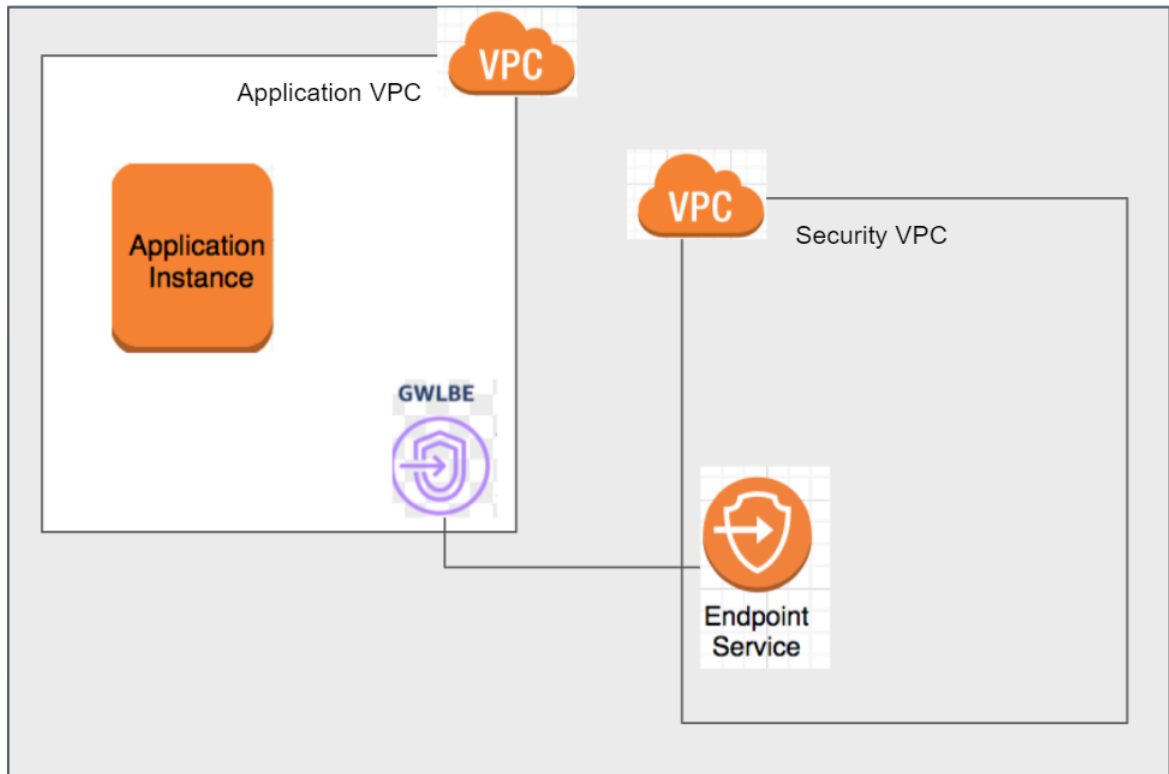 VPC
Application VPC
VPC
Security VPC
Application
Instance
GWLBE
Endpoint
Service